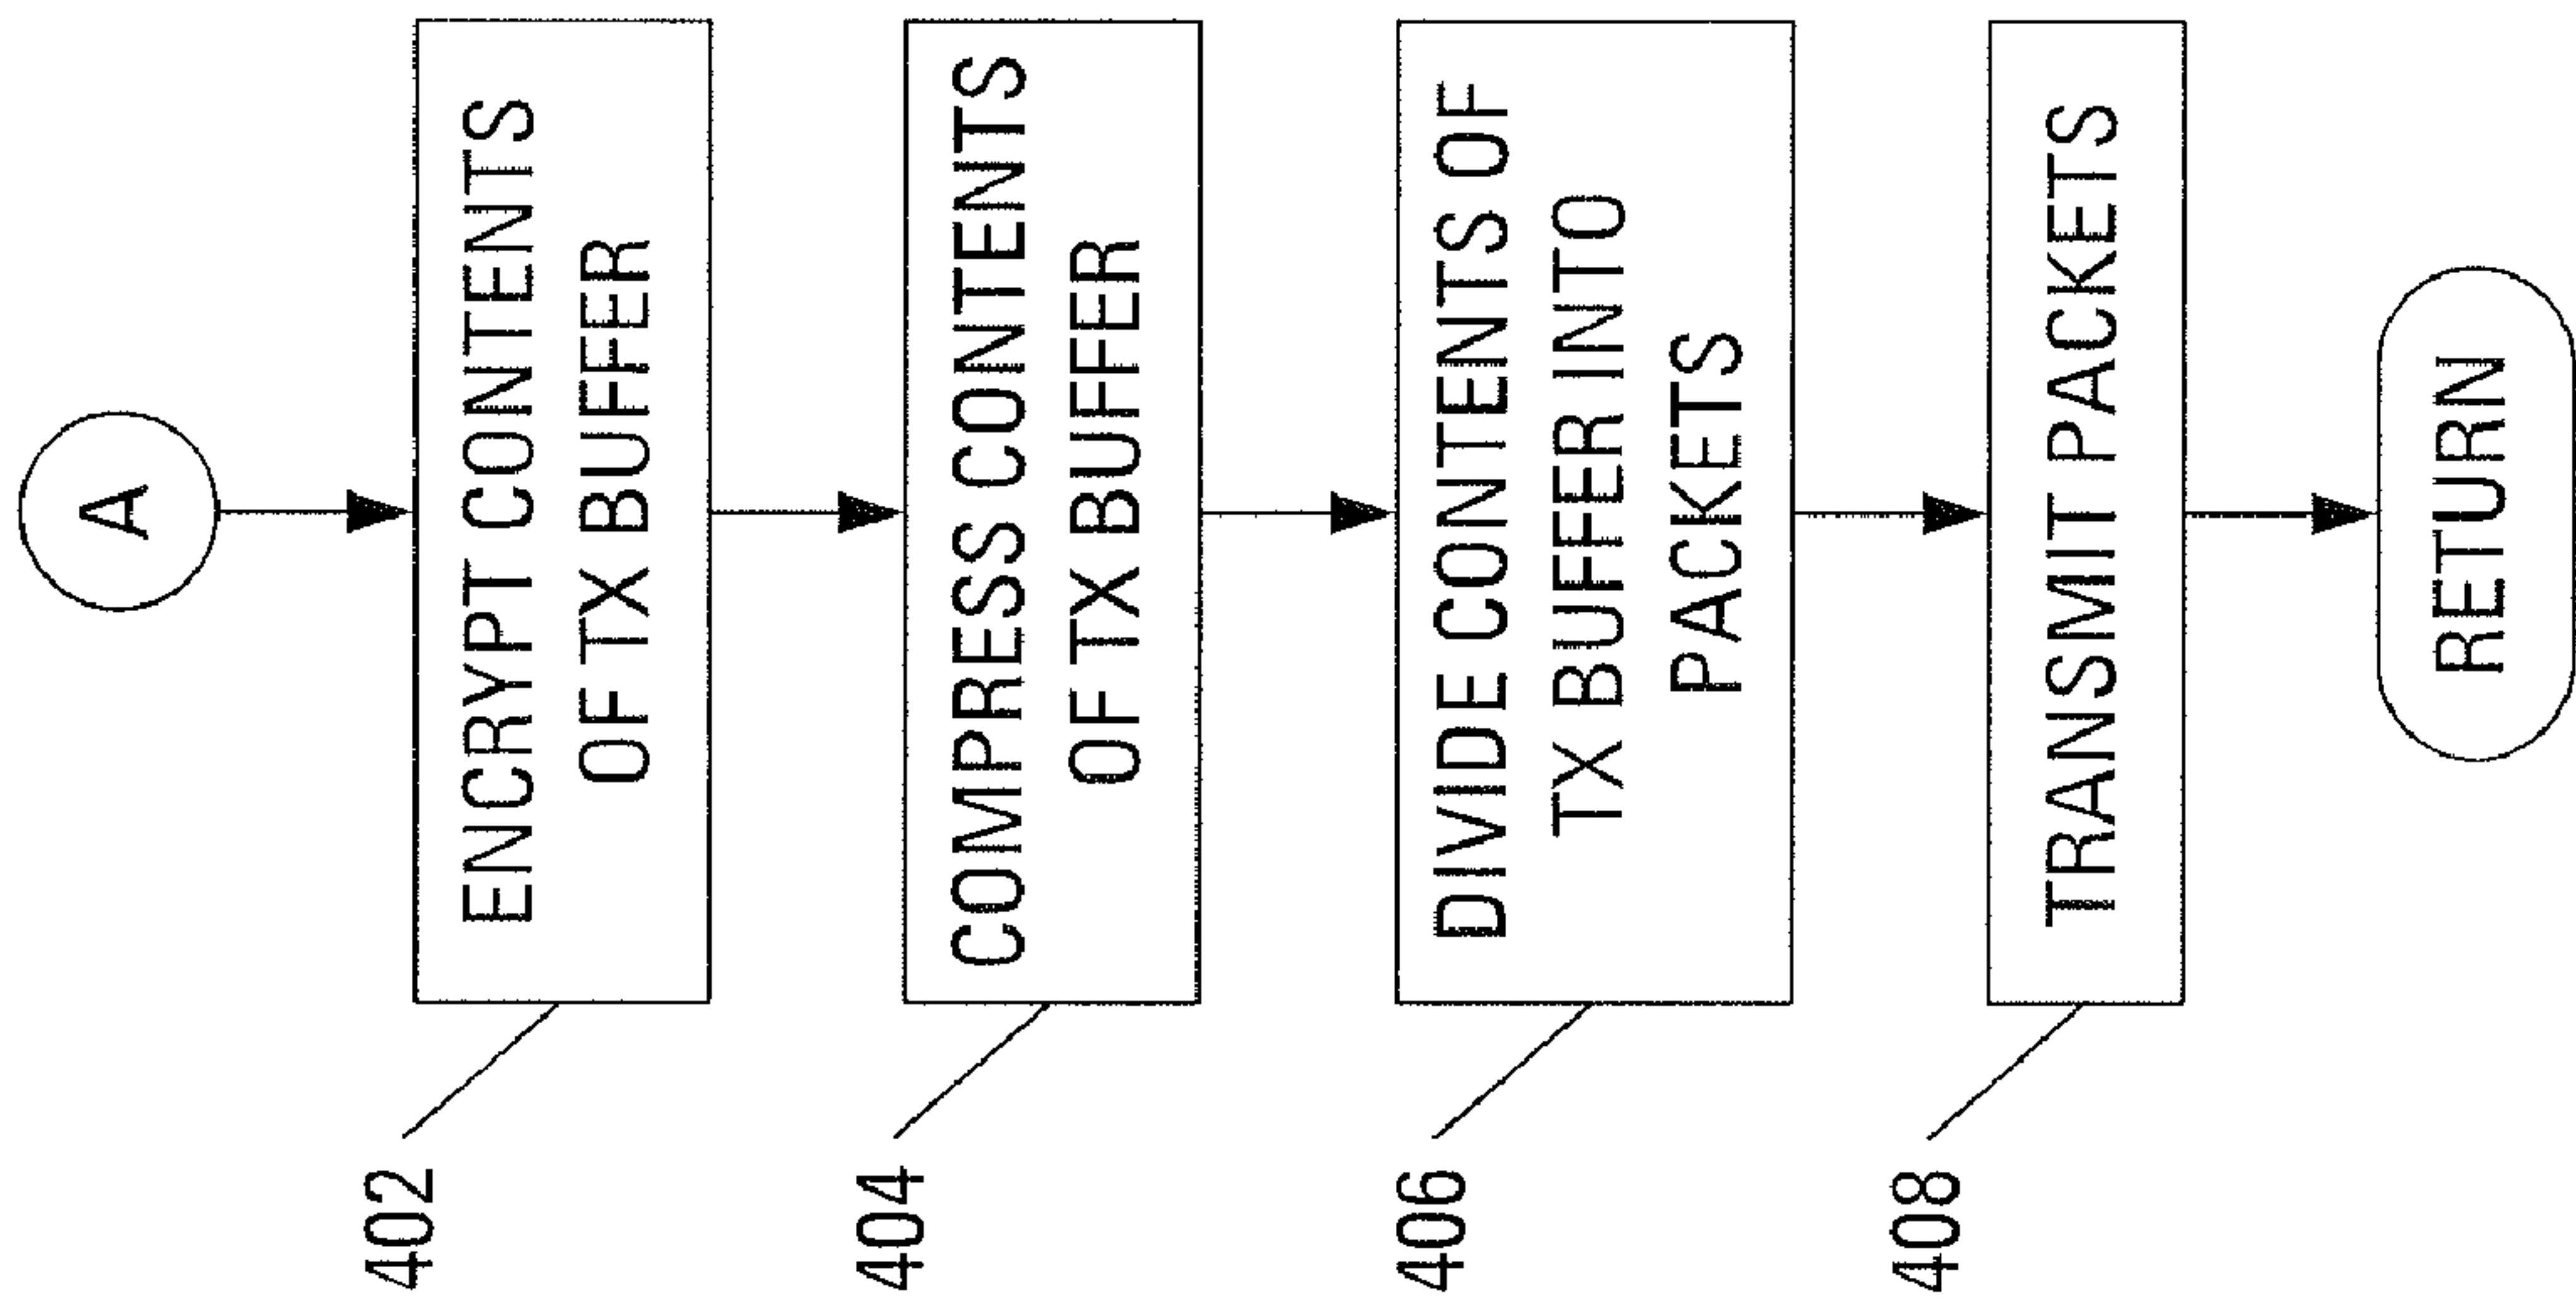 A
402
ENCRYPT CONTENTS
OF TX BUFFER
404
COMPRESS CONTENTS
OF TX BUFFER
406
DIVIDE CONTENTS OF
TX BUFFER INTO
PACKETS
408
TRANSMIT PACKETS
RETURN